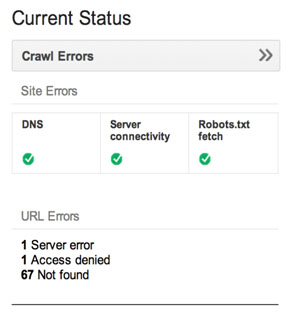 Current Status
Crawl Errors
Site Errors
DNS
Server connectivity
Robots.txt fetch
URL Errors
1 Server error
1 Access denied
67 Not found